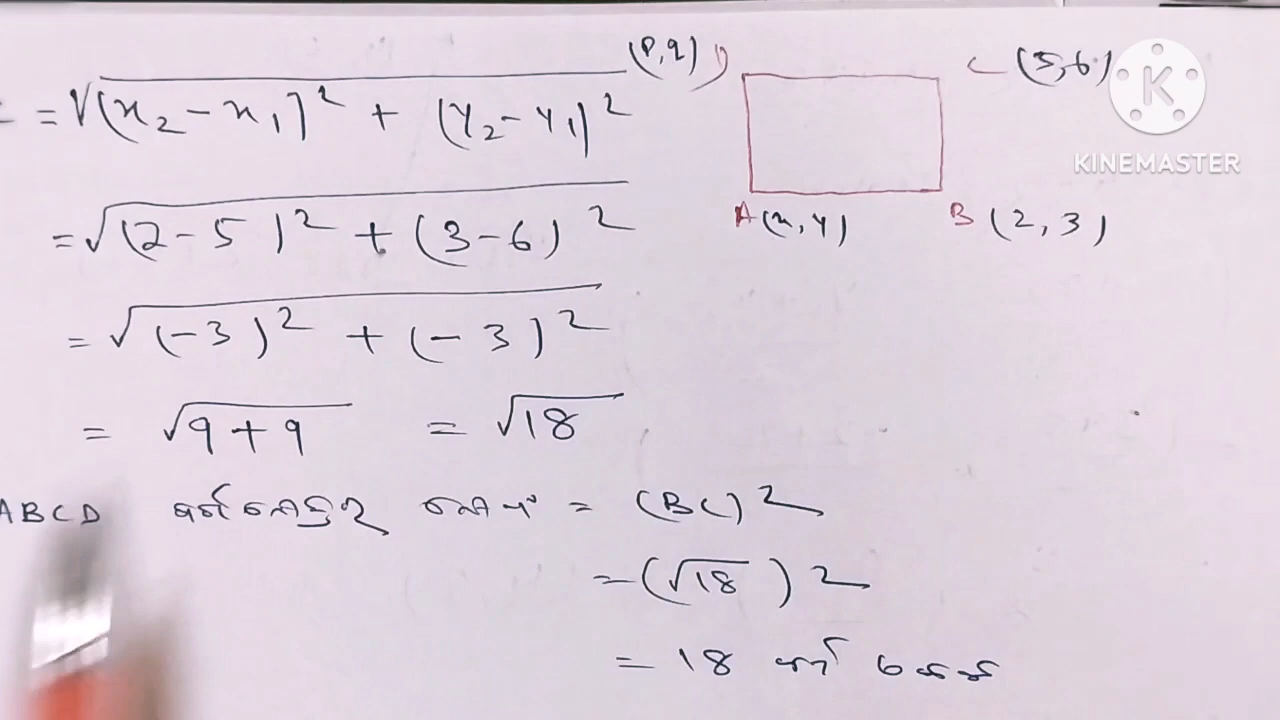 = √(x₂ - x₁)² + (y₂ - y₁)²
= √(2 - 5)² + (3 - 6)²
= √(-3)² + (-3)²
= √9 + 9 = √18
ABCD ବର୍ଗକ୍ଷେତ୍ରର କ୍ଷେତ୍ରଫଳ = (BC)²
= (√18)²
= 18 ବର୍ଗ
(P,q) D C (5,6)
A (x, y) B (2, 3)
KINEMASTER